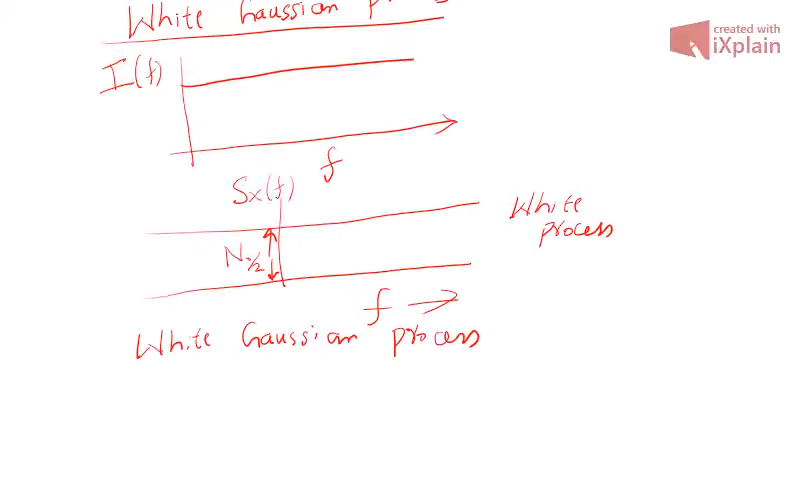 White Gaussian
created with
iXplain
I(f)
f
Sx(f)
White
process
N./2
f
White Gaussian process